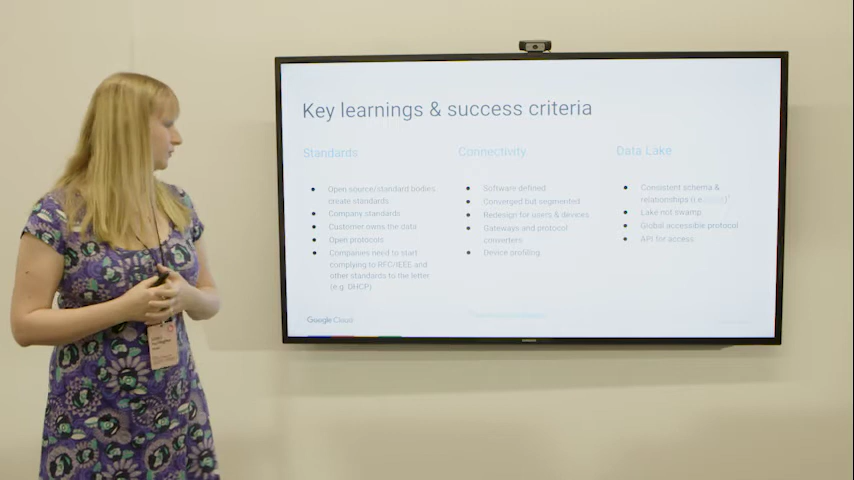 Key learnings & success criteria
Standards
Open source/standard bodies
create standards
Company standards
Customer owns the data
Open protocols
Companies need to start
complying to RFC/IEEE and
other standards to the letter
(e.g. DHCP)
Connectivity
Software defined
Converged but segmented
Redesign for users & devices
Gateways and protocol
converters
Device profiling
Data Lake
Consistent schema &
relationships (i.e.
Lake not swamp
Global accessible protocol
API for access
Google Cloud
SAMSUNG